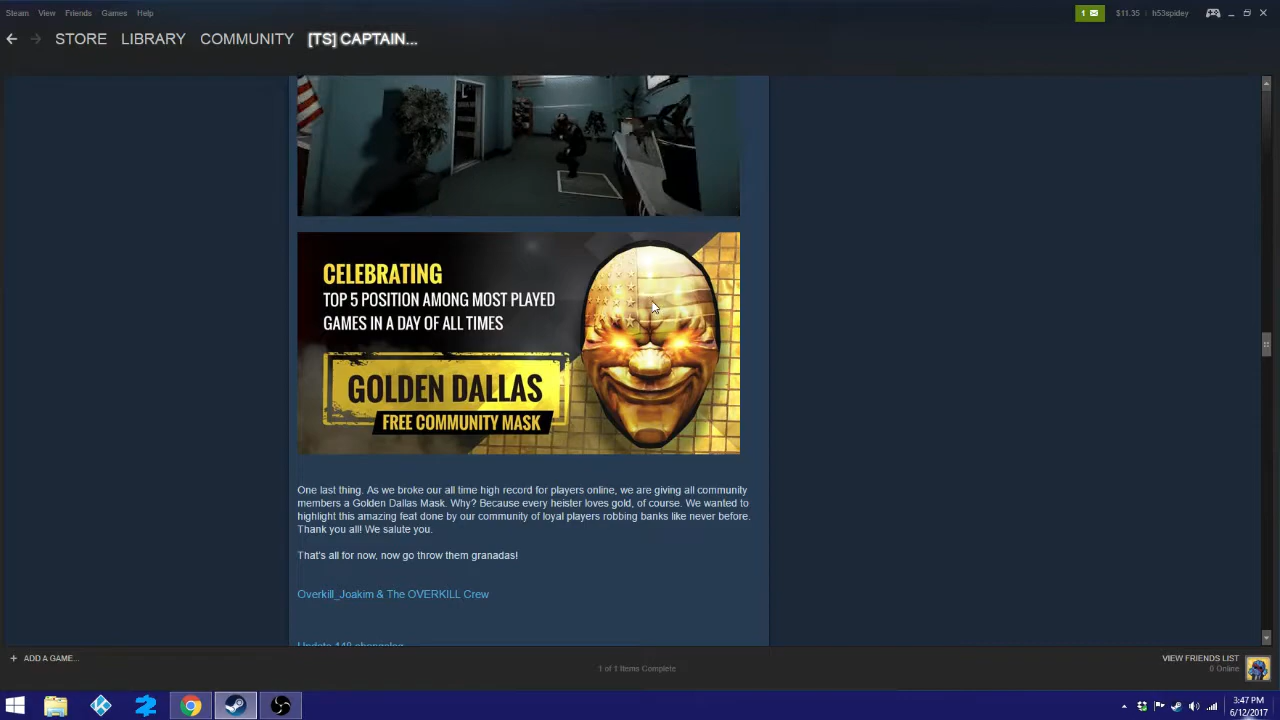 Steam View Friends Games Help
1 $11.35 h53spidey
STORE LIBRARY COMMUNITY [TS] CAPTAIN...
CELEBRATING
TOP 5 POSITION AMONG MOST PLAYED
GAMES IN A DAY OF ALL TIMES
GOLDEN DALLAS
FREE COMMUNITY MASK
One last thing. As we broke our all time high record for players online, we are giving all community
members a Golden Dallas Mask. Why? Because every heister loves gold, of course. We wanted to
highlight this amazing feat done by our community of loyal players robbing banks like never before.
Thank you all! We salute you.
That's all for now, now go throw them granadas!
Overkill_Joakim & The OVERKILL Crew
Update 148 changelog
+ ADD A GAME...
1 of 1 Items Complete
VIEW FRIENDS LIST
6 Online
3:47 PM
6/12/2017